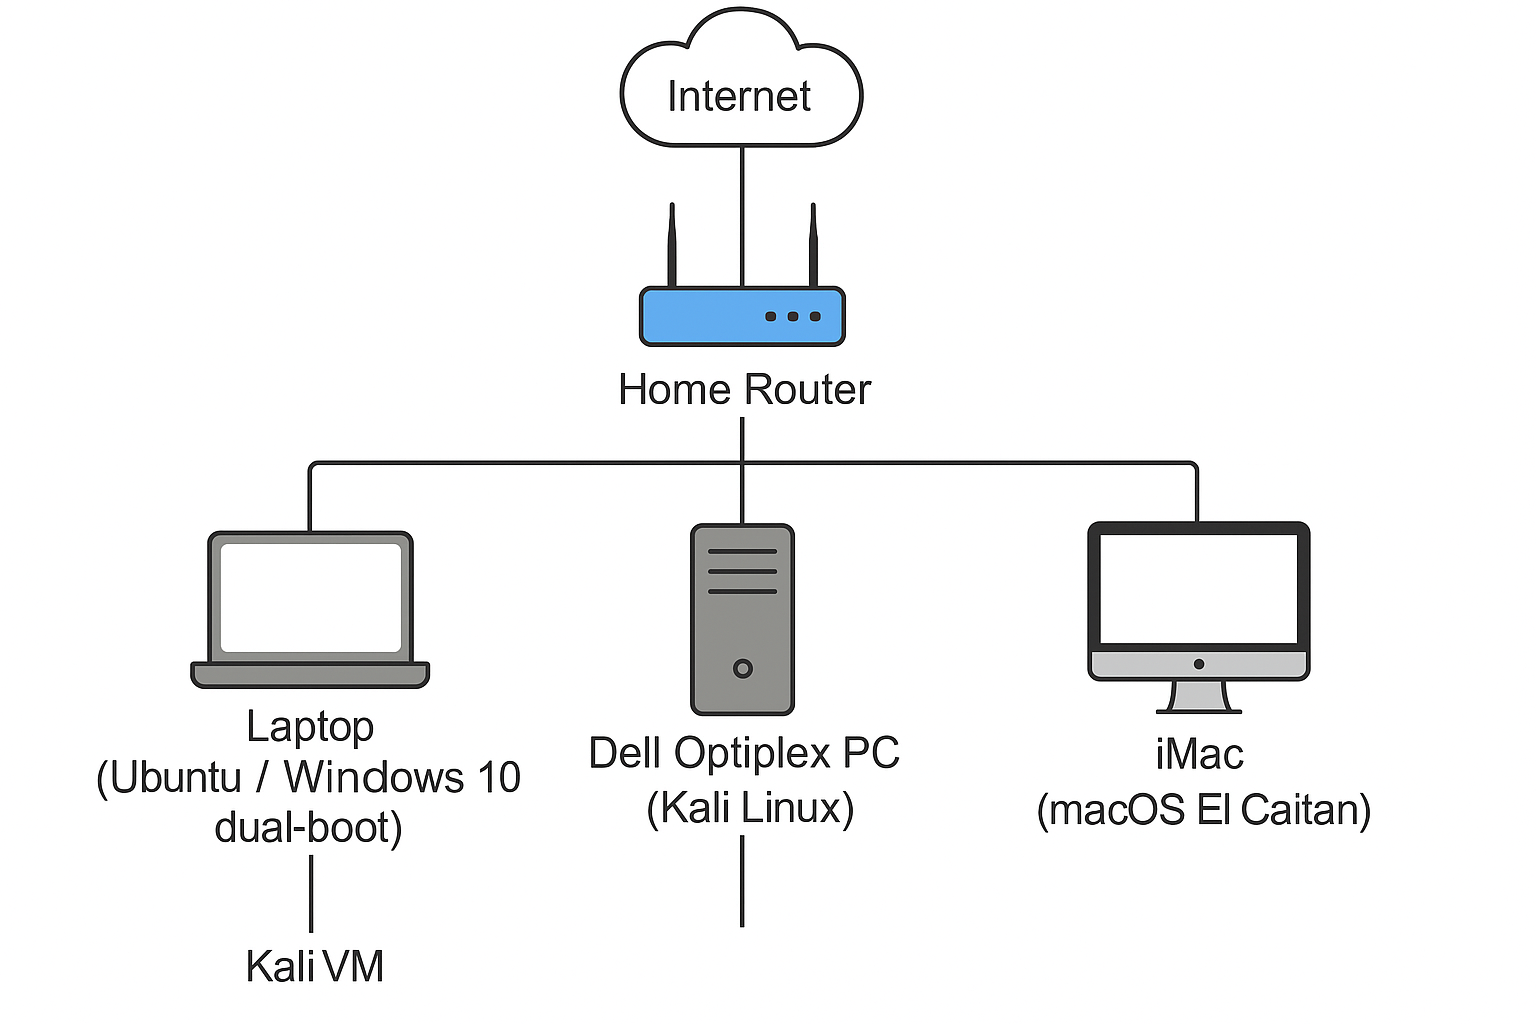 Internet
Home Router
Laptop
(Ubuntu / Windows 10
dual-boot)
Dell Optiplex PC
(Kali Linux)
iMac
(macOS El Caitan)
Kali VM